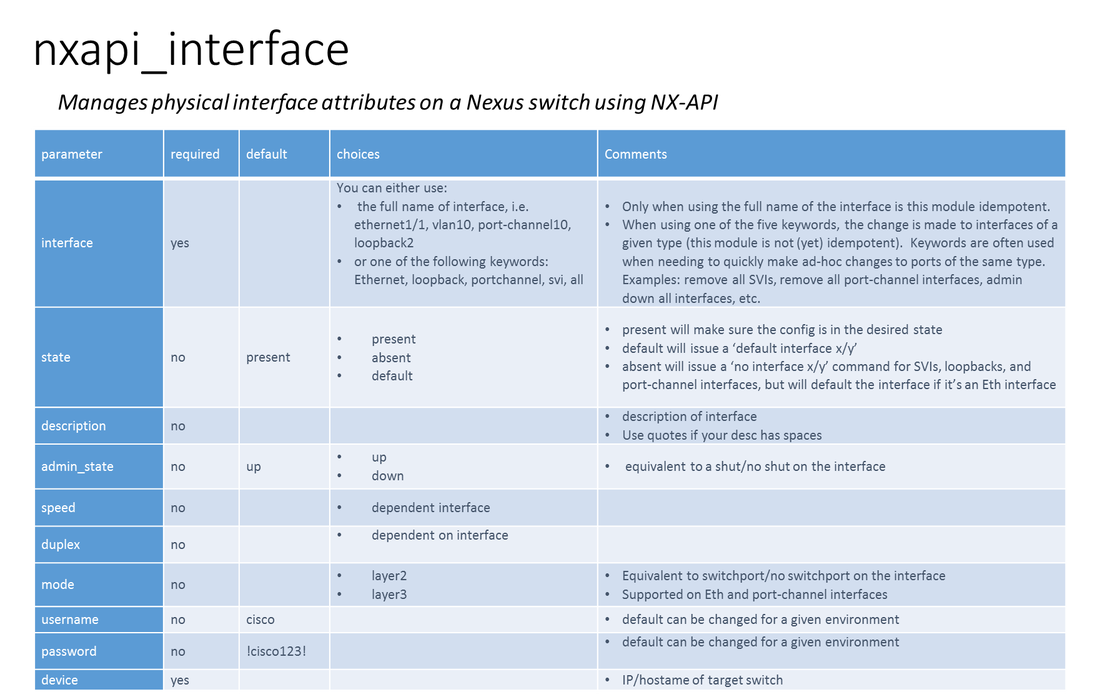 nxapi_interface
Manages physical interface attributes on a Nexus switch using NX-API
parameter required default choices Comments
interface yes
You can either use:
• the full name of interface, i.e.
ethernet1/1, vlan10, port-channel10,
loopback2
• or one of the following keywords:
Ethernet, loopback, portchannel, svi, all
• Only when using the full name of the interface is this module idempotent.
• When using one of the five keywords, the change is made to interfaces of a
given type (this module is not (yet) idempotent). Keywords are often used
when needing to quickly make ad-hoc changes to ports of the same type.
Examples: remove all SVIs, remove all port-channel interfaces, admin
down all interfaces, etc.
state no present
• present
• absent
• default
• present will make sure the config is in the desired state
• default will issue a ‘default interface x/y’
• absent will issue a ‘no interface x/y’ command for SVIs, loopbacks, and
port-channel interfaces, but will default the interface if it’s an Eth interface
description no
• description of interface
• Use quotes if your desc has spaces
admin_state no up
• up
• down
• equivalent to a shut/no shut on the interface
speed no
• dependent interface
duplex no
• dependent on interface
mode no
• layer2
• layer3
• Equivalent to switchport/no switchport on the interface
• Supported on Eth and port-channel interfaces
username no cisco
• default can be changed for a given environment
password no !cisco123!
• default can be changed for a given environment
device yes
• IP/hostame of target switch